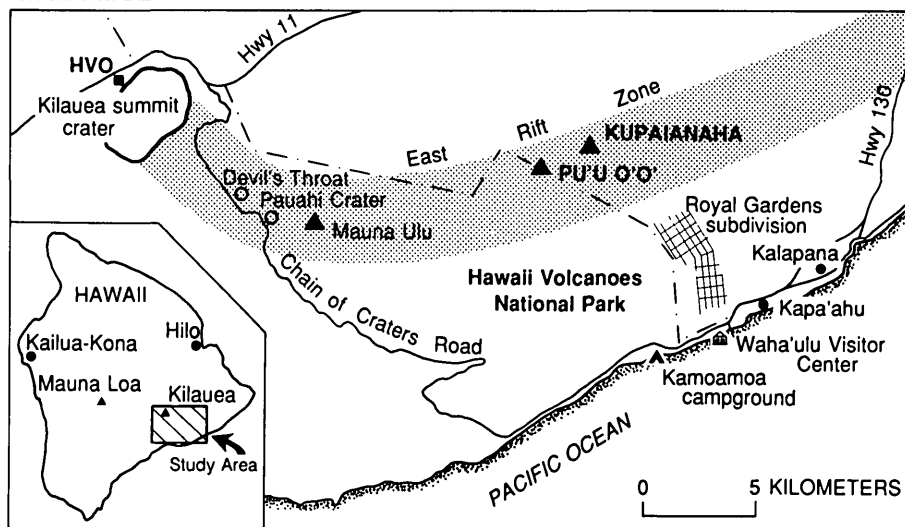 Hwy 11
HVO
Kilauea summit
crater
East Rift Zone
KUPAIANAHA
PU'U O'O'
Hwy 130
Devil's Throat
Pauahi Crater
Mauna Ulu
Royal Gardens
subdivision
Kalapana
Chain of Craters Road
Hawaii Volcanoes
National Park
Kapa'ahu
Waha'ulu Visitor
Center
Kamoamoa
campground
PACIFIC OCEAN
0 5 KILOMETERS
HAWAII
Hilo
Kailua-Kona
Mauna Loa
Kilauea
Study Area